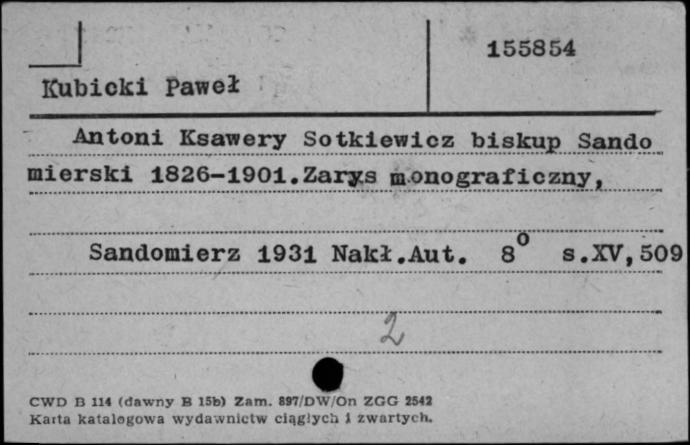 155854
Kubicki Paweł
Antoni Ksawery Sotkiewicz biskup Sando
mierski 1826-1901.Zarys monograficzny,
Sandomierz 1931 Nakł.Aut. 8° s.XV,509
2
CWD B 114 (dawny B 15b) Zam. 897/DW/On ZGG 2542
Karta katalogowa wydawnictw ciągłych i zwartych.